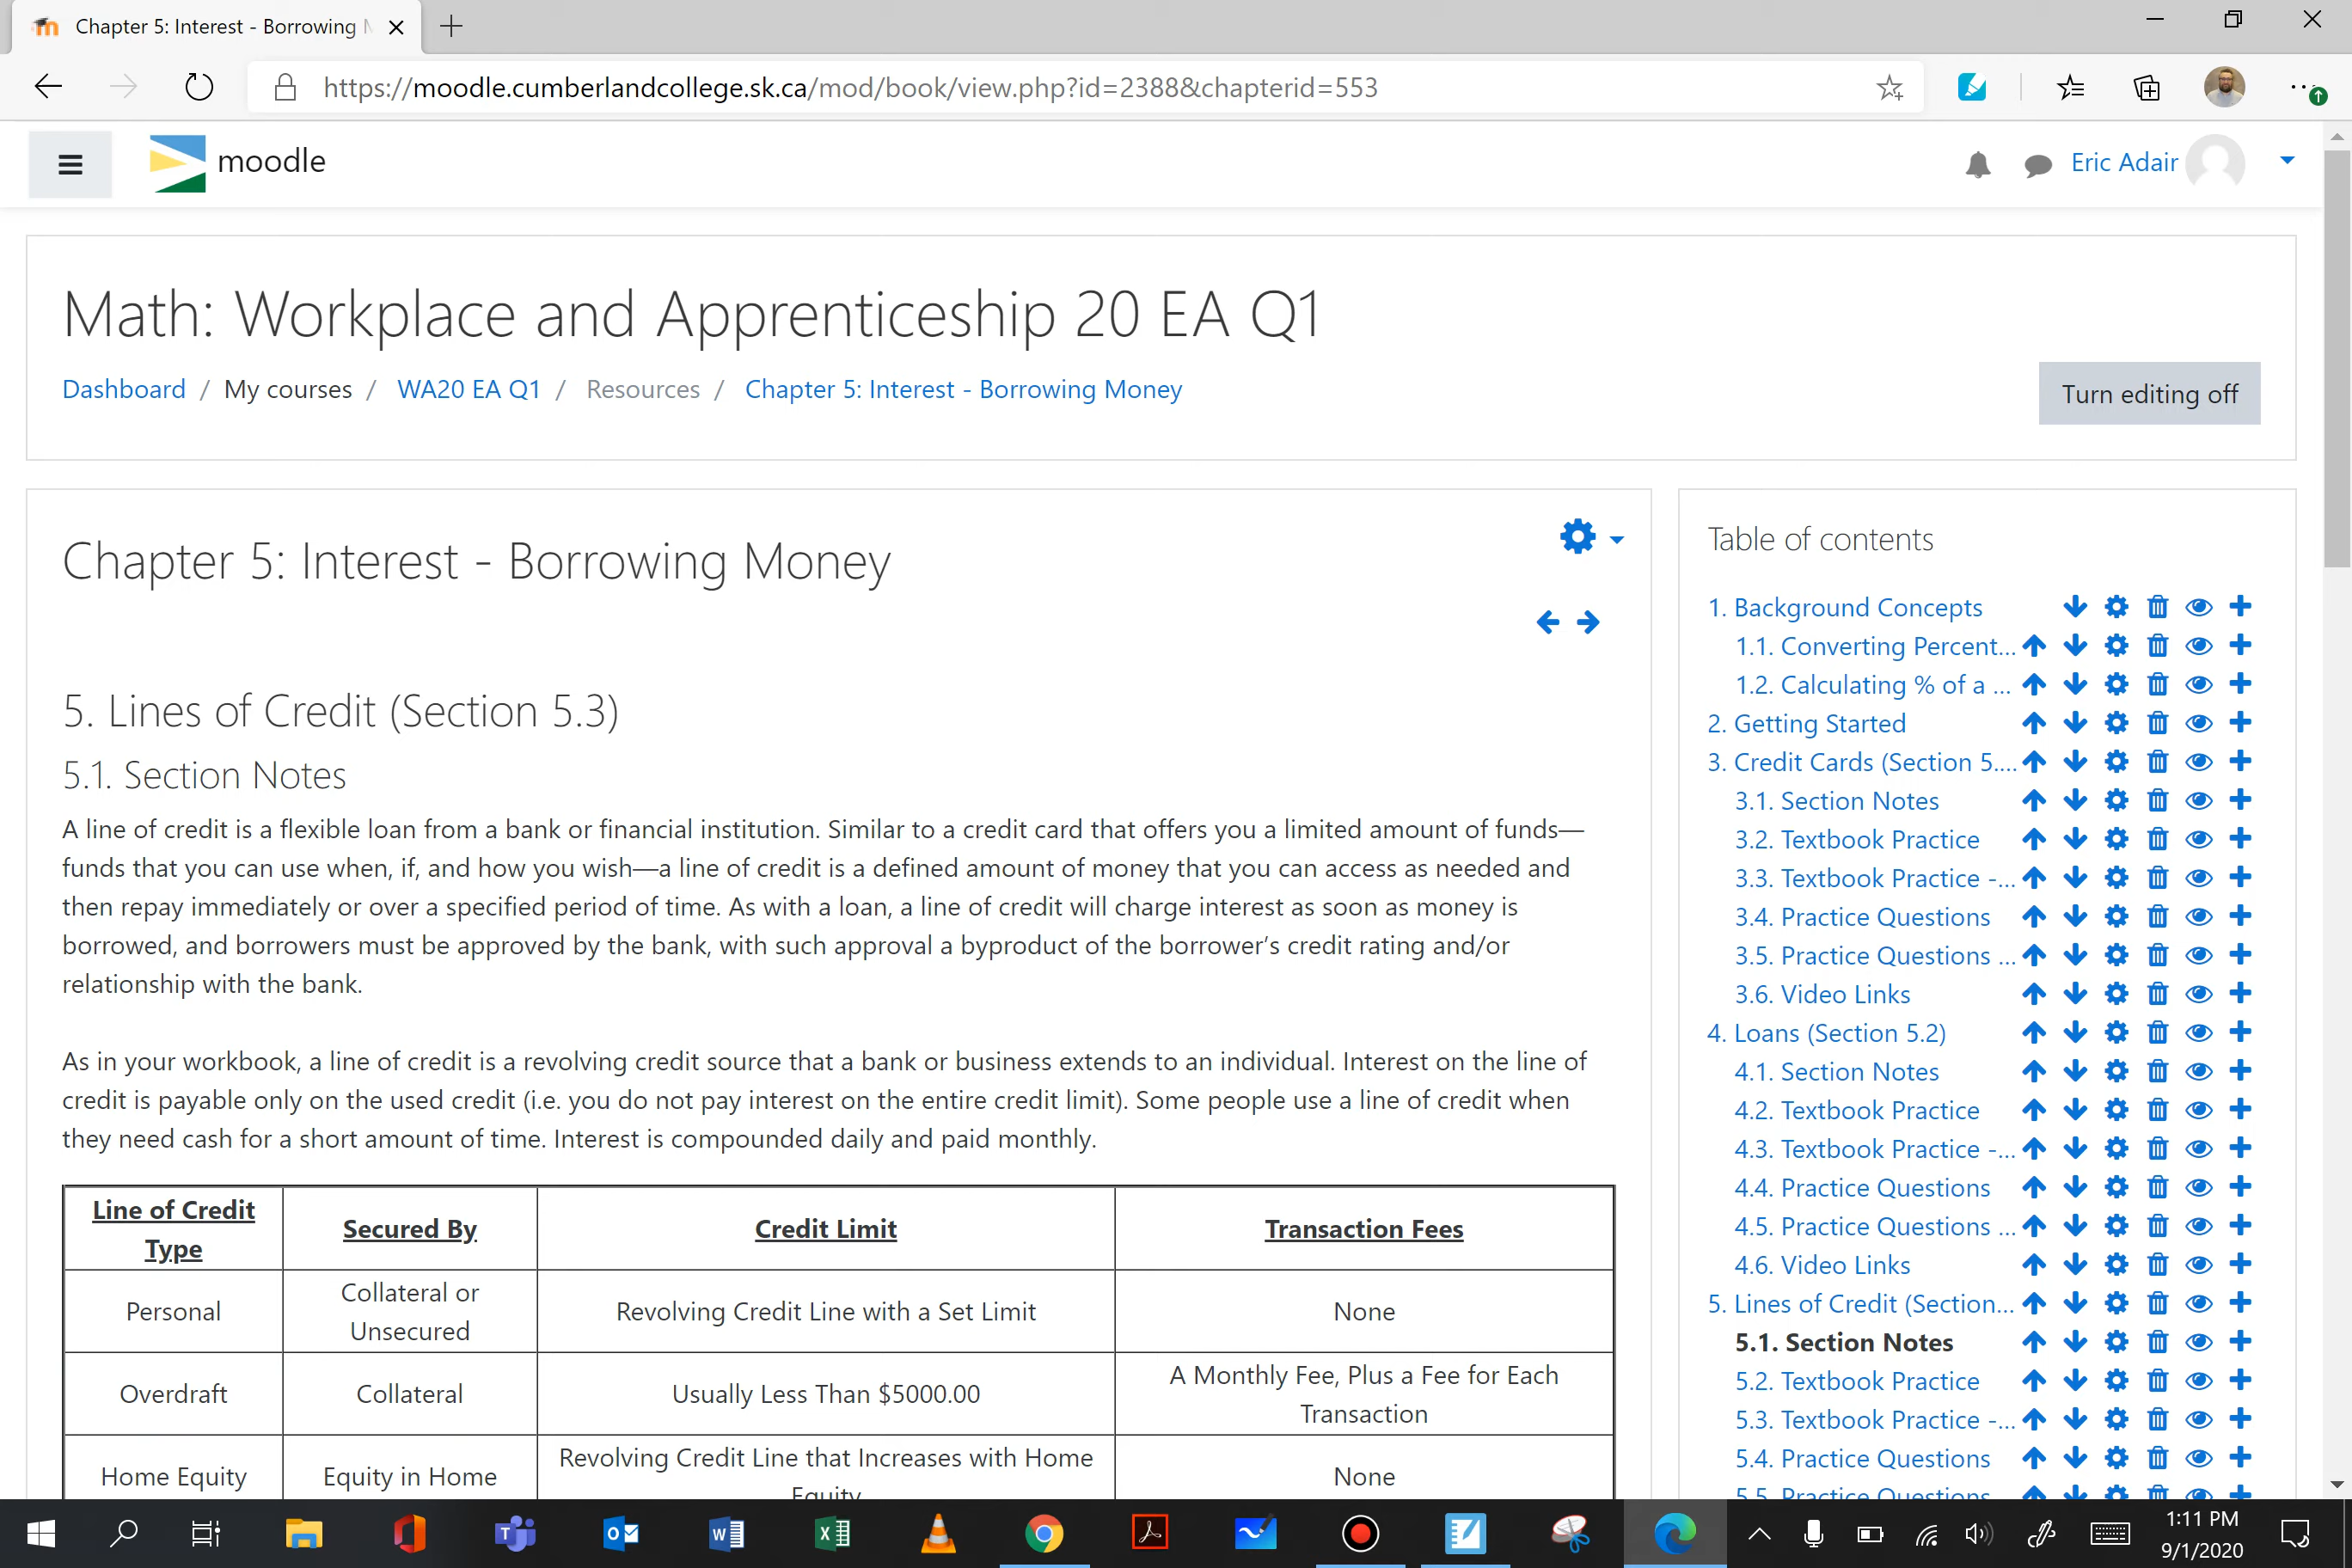 Chapter 5: Interest - Borrowing
https://moodle.cumberlandcollege.sk.ca/mod/book/view.php?id=2388&chapterid=553
moodle
Eric Adair
Math: Workplace and Apprenticeship 20 EA Q1
Dashboard / My courses / WA20 EA Q1 / Resources / Chapter 5: Interest - Borrowing Money
Turn editing off
Chapter 5: Interest - Borrowing Money
5. Lines of Credit (Section 5.3)
5.1. Section Notes
A line of credit is a flexible loan from a bank or financial institution. Similar to a credit card that offers you a limited amount of funds—
funds that you can use when, if, and how you wish—a line of credit is a defined amount of money that you can access as needed and
then repay immediately or over a specified period of time. As with a loan, a line of credit will charge interest as soon as money is
borrowed, and borrowers must be approved by the bank, with such approval a byproduct of the borrower's credit rating and/or
relationship with the bank.
As in your workbook, a line of credit is a revolving credit source that a bank or business extends to an individual. Interest on the line of
credit is payable only on the used credit (i.e. you do not pay interest on the entire credit limit). Some people use a line of credit when
they need cash for a short amount of time. Interest is compounded daily and paid monthly.
Line of Credit
Type
Secured By
Credit Limit
Transaction Fees
Personal
Collateral or
Unsecured
Revolving Credit Line with a Set Limit
None
Overdraft
Collateral
Usually Less Than $5000.00
A Monthly Fee, Plus a Fee for Each
Transaction
Home Equity
Equity in Home
Revolving Credit Line that Increases with Home
Equity
None
Table of contents
1. Background Concepts
1.1. Converting Percent...
1.2. Calculating % of a ...
2. Getting Started
3. Credit Cards (Section 5....
3.1. Section Notes
3.2. Textbook Practice
3.3. Textbook Practice -...
3.4. Practice Questions
3.5. Practice Questions ...
3.6. Video Links
4. Loans (Section 5.2)
4.1. Section Notes
4.2. Textbook Practice
4.3. Textbook Practice -...
4.4. Practice Questions
4.5. Practice Questions ...
4.6. Video Links
5. Lines of Credit (Section...
5.1. Section Notes
5.2. Textbook Practice
5.3. Textbook Practice -...
5.4. Practice Questions
5.5. Practice Questions
1:11 PM
9/1/2020